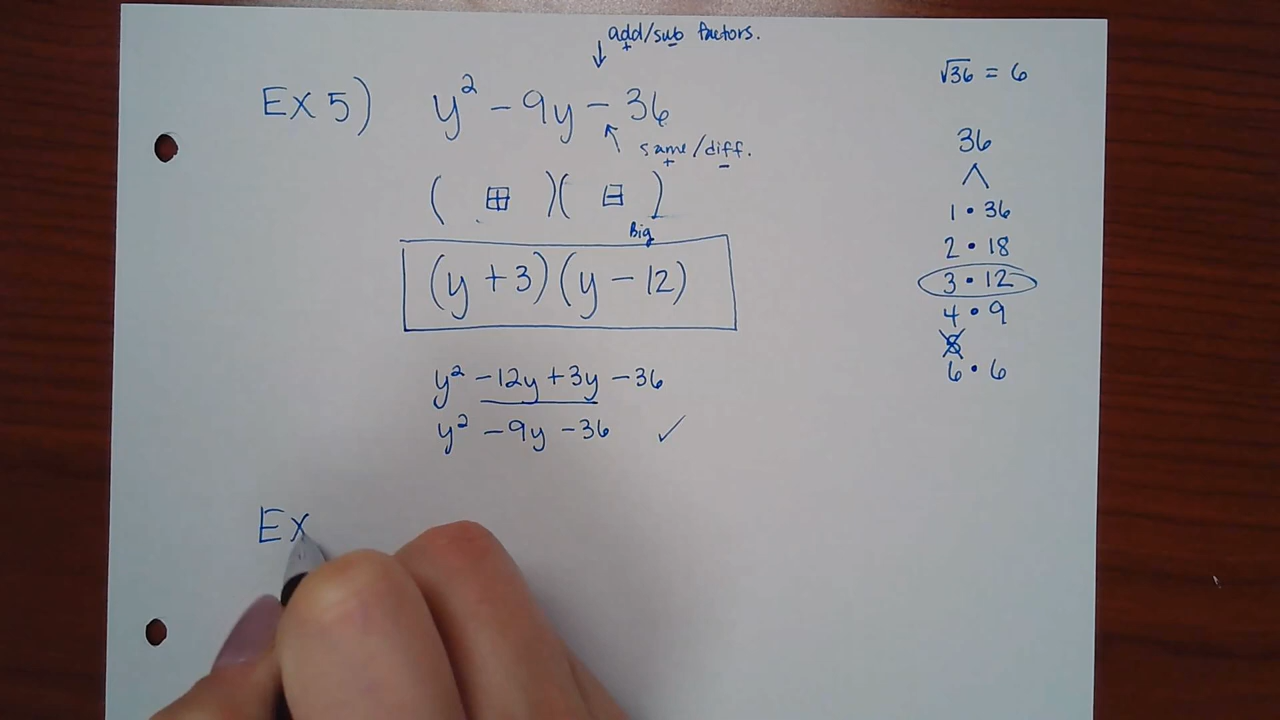 add/sub factors.
+ -
EX 5) y² - 9y - 36
same/diff.
+ -
( + )( - )
Big
(y + 3)(y - 12)
y² - 12y + 3y - 36
y² - 9y - 36 ✓
Ex
√36 = 6
36
1 • 36
2 • 18
3 • 12
4 • 9
6 • 6